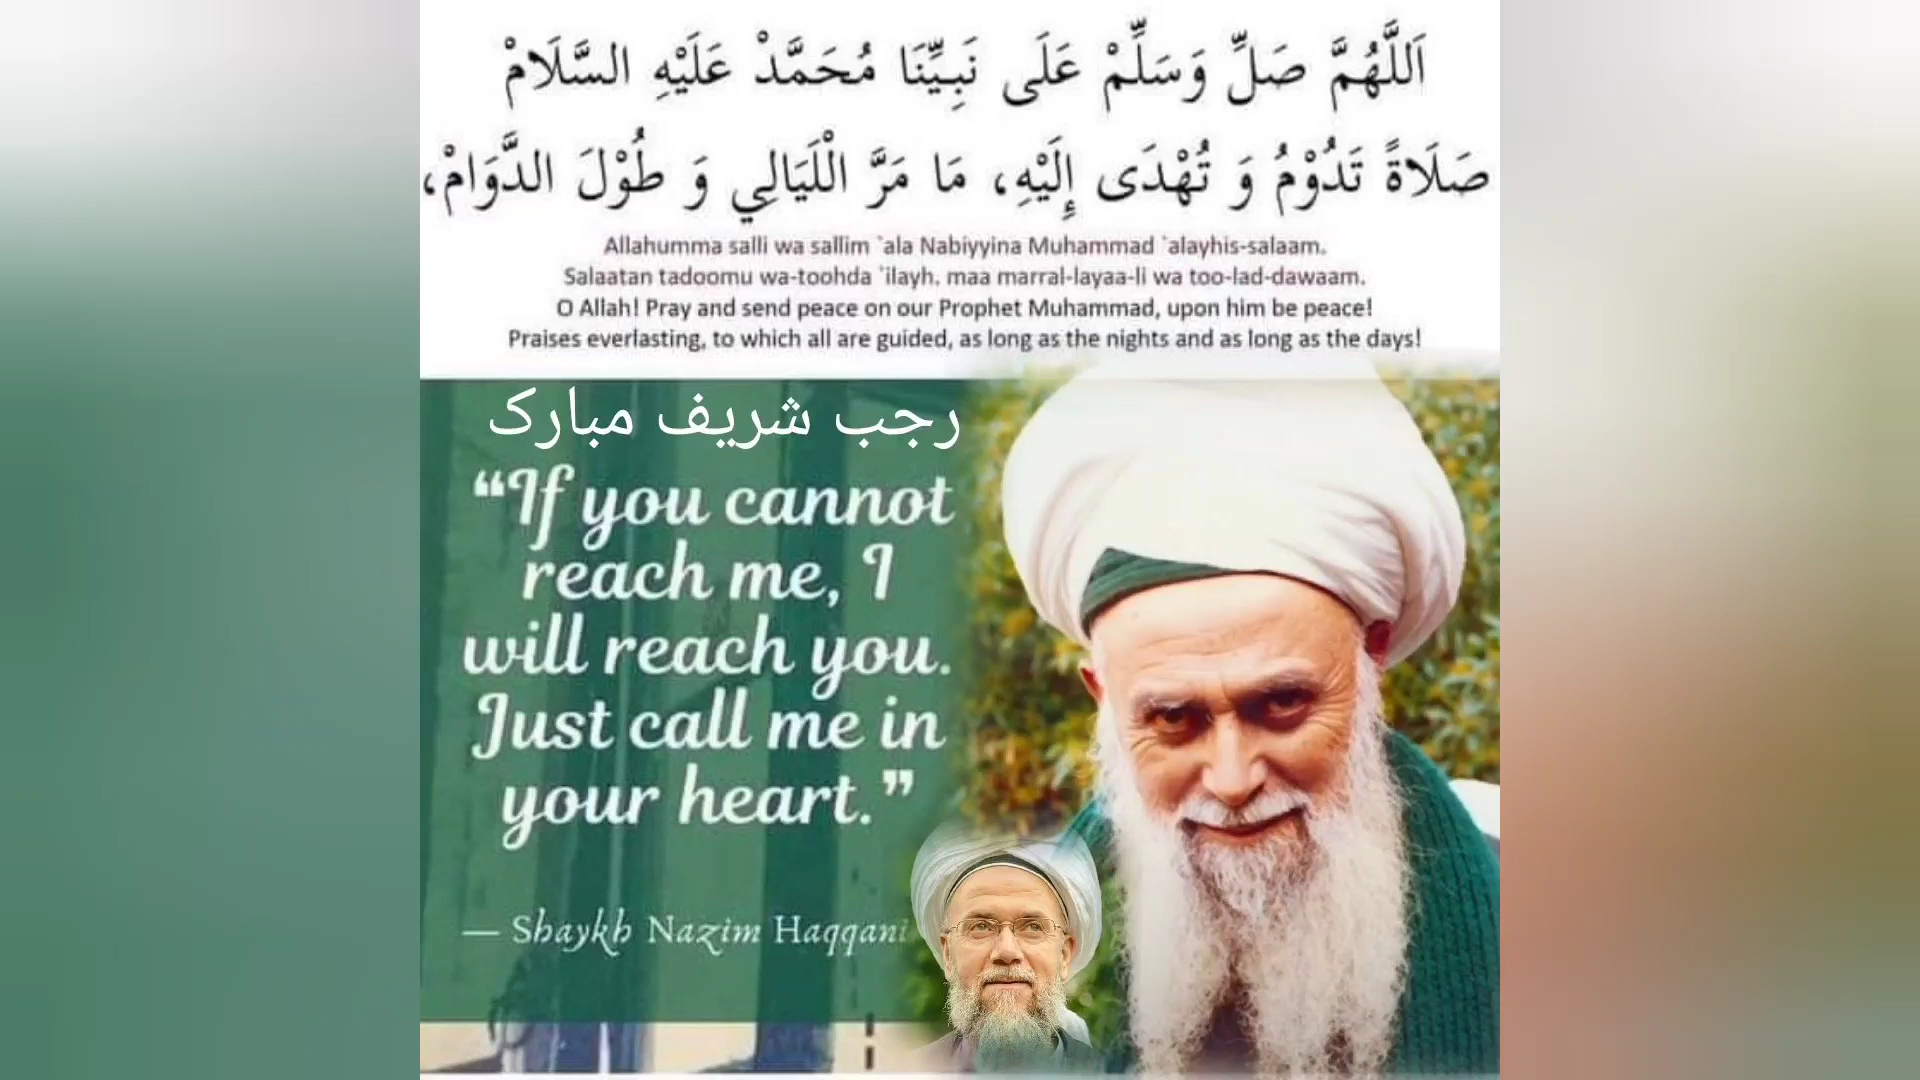 اَللَّهُمَّ صَلِّ وَسَلِّمْ عَلَى نَبِيِّنَا مُحَمَّدْ عَلَيْهِ السَّلَامْ
صَلَاةً تَدُوْمُ وَ تُهْدَى إِلَيْهِ، مَا مَرَّ الْلَيَالِي وَ طُوْلَ الدَّوَامْ،
Allahumma salli wa sallim `ala Nabiyyina Muhammad `alayhis-salaam.
Salaatan tadoomu wa-toohda `ilayh. maa marral-layaa-li wa too-lad-dawaam.
O Allah! Pray and send peace on our Prophet Muhammad, upon him be peace!
Praises everlasting, to which all are guided, as long as the nights and as long as the days!
رجب شریف مبارک
“If you cannot
reach me, I
will reach you.
Just call me in
your heart.”
— Shaykh Nazim Haqqani